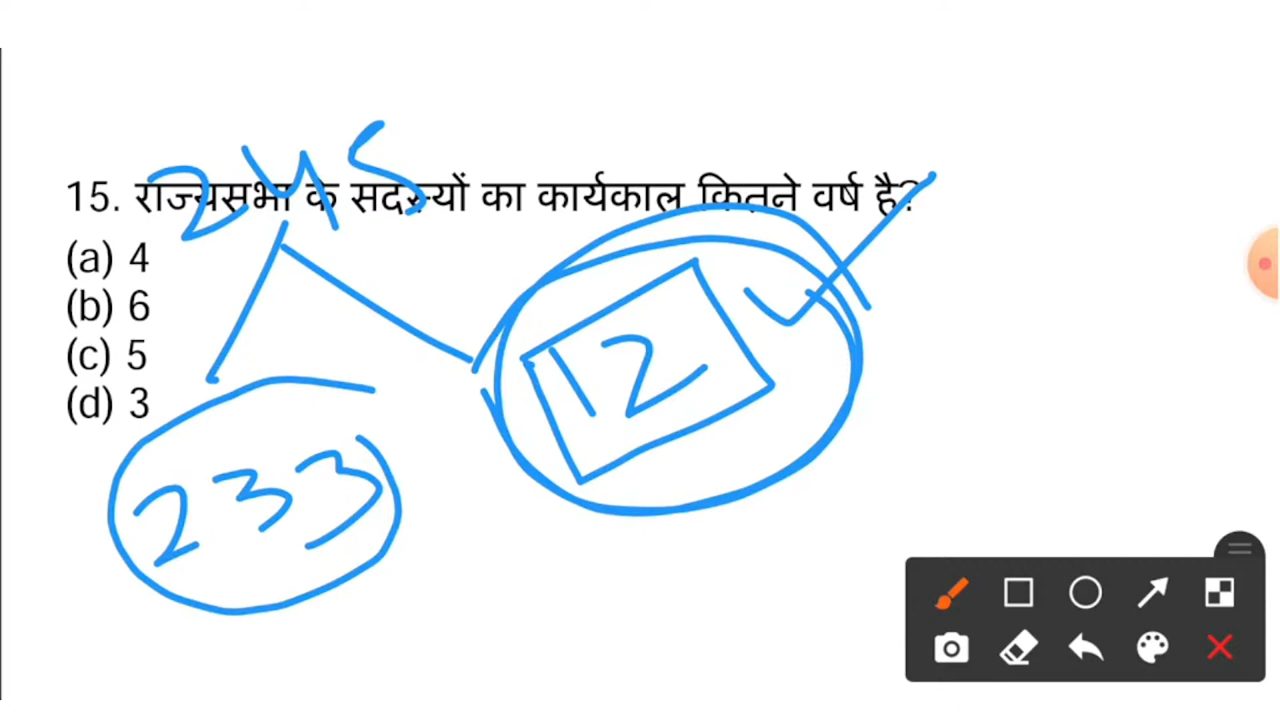 245
15. राज्यसभा के सदस्यों का कार्यकाल कितने वर्ष है?
(a) 4
(b) 6
(c) 5
(d) 3
12
233